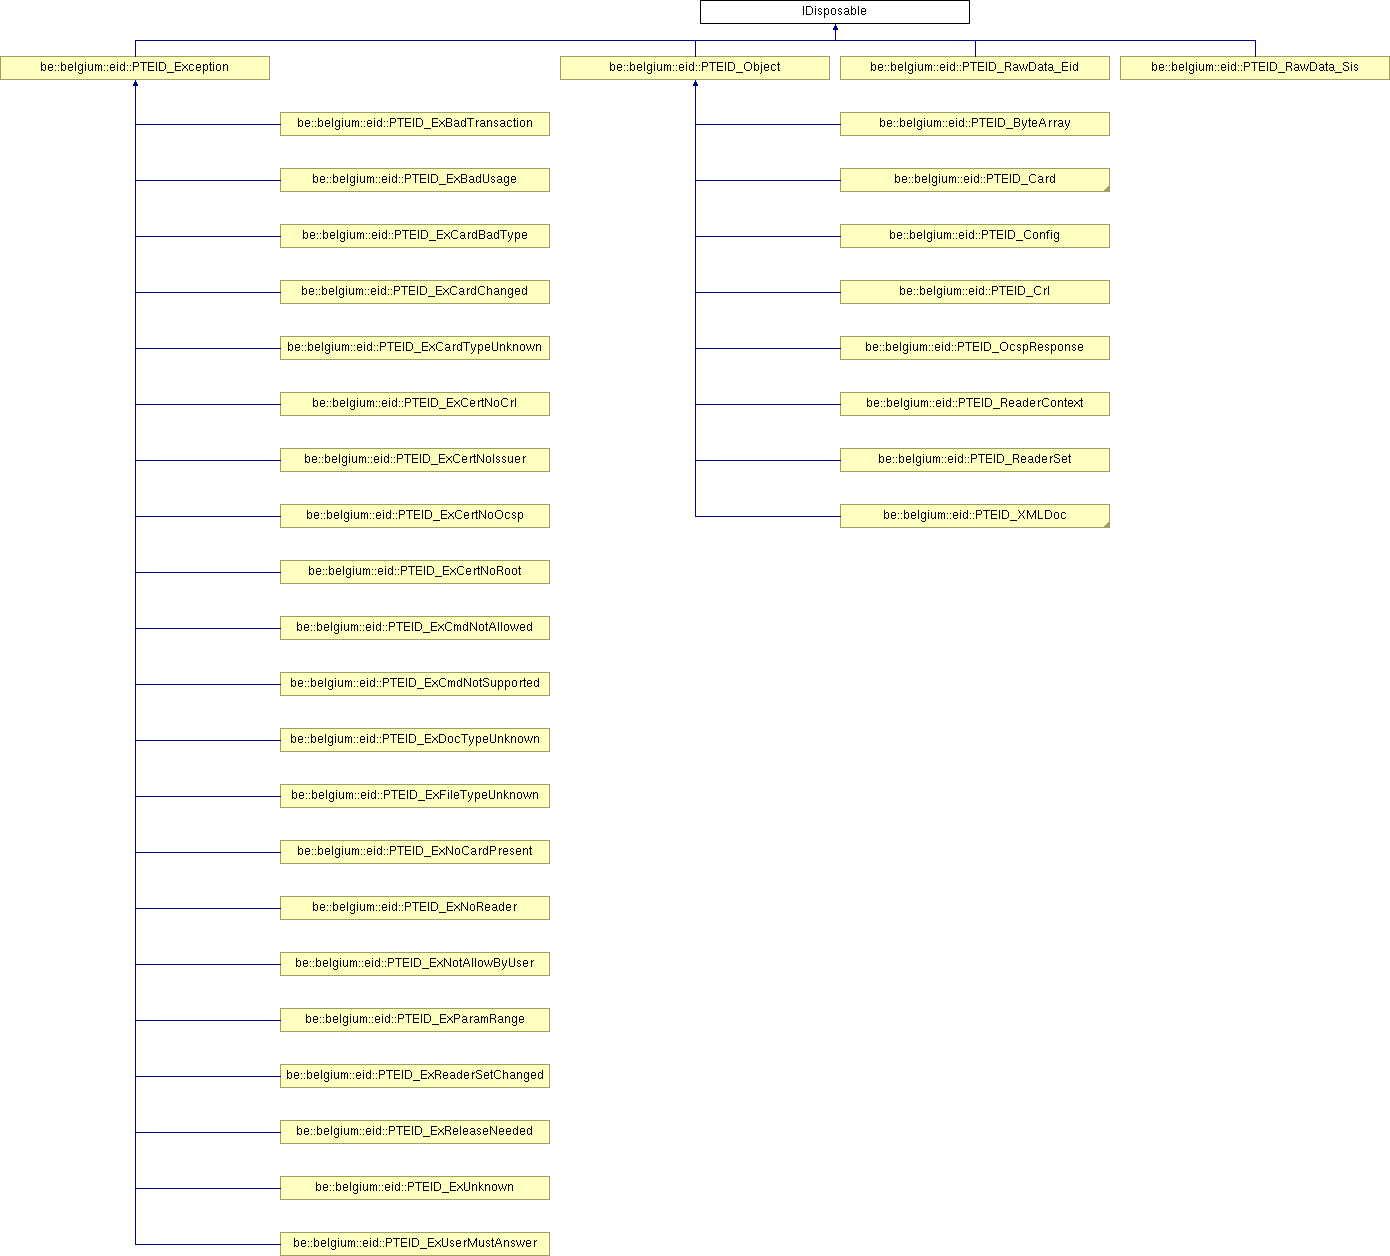 IDisposable
be::belgium::eid::PTEID_Exception
be::belgium::eid::PTEID_Object
be::belgium::eid::PTEID_RawData_Eid
be::belgium::eid::PTEID_RawData_Sis
be::belgium::eid::PTEID_ExBadTransaction
be::belgium::eid::PTEID_ByteArray
be::belgium::eid::PTEID_ExBadUsage
be::belgium::eid::PTEID_Card
be::belgium::eid::PTEID_ExCardBadType
be::belgium::eid::PTEID_Config
be::belgium::eid::PTEID_ExCardChanged
be::belgium::eid::PTEID_Crl
be::belgium::eid::PTEID_ExCardTypeUnknown
be::belgium::eid::PTEID_OcspResponse
be::belgium::eid::PTEID_ExCertNoCrl
be::belgium::eid::PTEID_ReaderContext
be::belgium::eid::PTEID_ExCertNoIssuer
be::belgium::eid::PTEID_ReaderSet
be::belgium::eid::PTEID_ExCertNoOcsp
be::belgium::eid::PTEID_XMLDoc
be::belgium::eid::PTEID_ExCertNoRoot
be::belgium::eid::PTEID_ExCmdNotAllowed
be::belgium::eid::PTEID_ExCmdNotSupported
be::belgium::eid::PTEID_ExDocTypeUnknown
be::belgium::eid::PTEID_ExFileTypeUnknown
be::belgium::eid::PTEID_ExNoCardPresent
be::belgium::eid::PTEID_ExNoReader
be::belgium::eid::PTEID_ExNotAllowByUser
be::belgium::eid::PTEID_ExParamRange
be::belgium::eid::PTEID_ExReaderSetChanged
be::belgium::eid::PTEID_ExReleaseNeeded
be::belgium::eid::PTEID_ExUnknown
be::belgium::eid::PTEID_ExUserMustAnswer